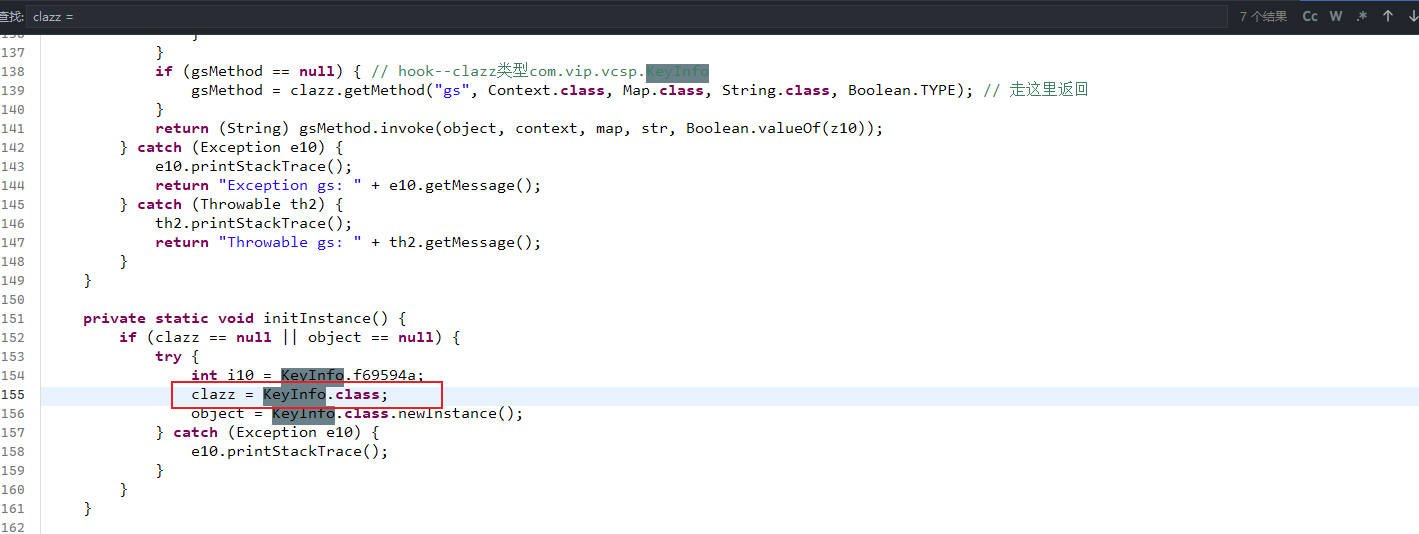 查找: clazz = 7 个结果 Cc W .* ↑ ↓
136 }
137 }
138 if (gsMethod == null) { // hook--clazz类型com.vip.vcsp.KeyInfo
139 gsMethod = clazz.getMethod("gs", Context.class, Map.class, String.class, Boolean.TYPE); // 走这里返回
140 }
141 return (String) gsMethod.invoke(object, context, map, str, Boolean.valueOf(z10));
142 } catch (Exception e10) {
143 e10.printStackTrace();
144 return "Exception gs: " + e10.getMessage();
145 } catch (Throwable th2) {
146 th2.printStackTrace();
147 return "Throwable gs: " + th2.getMessage();
148 }
149 }
150
151 private static void initInstance() {
152 if (clazz == null || object == null) {
153 try {
154 int i10 = KeyInfo.f69594a;
155 clazz = KeyInfo.class;
156 object = KeyInfo.class.newInstance();
157 } catch (Exception e10) {
158 e10.printStackTrace();
159 }
160 }
161 }
162